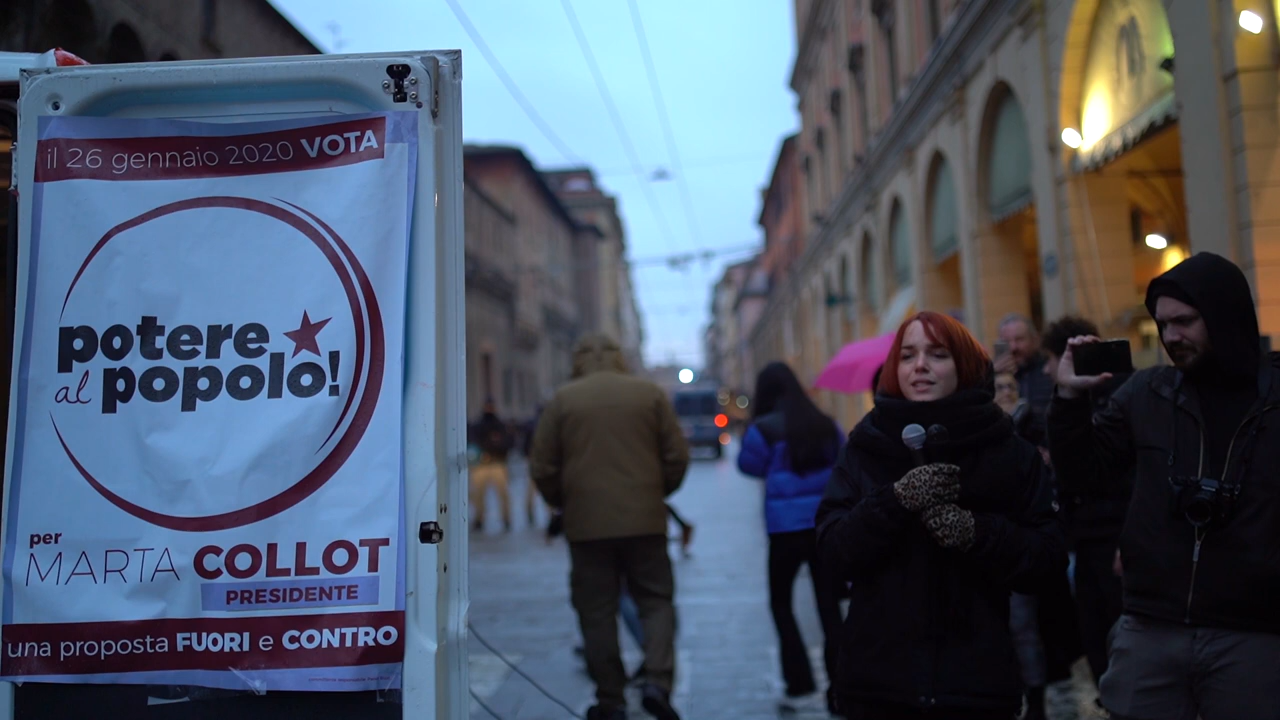 il 26 gennaio 2020 VOTA
potere
al popolo!
per
MARTA COLLOT
PRESIDENTE
una proposta FUORI e CONTRO